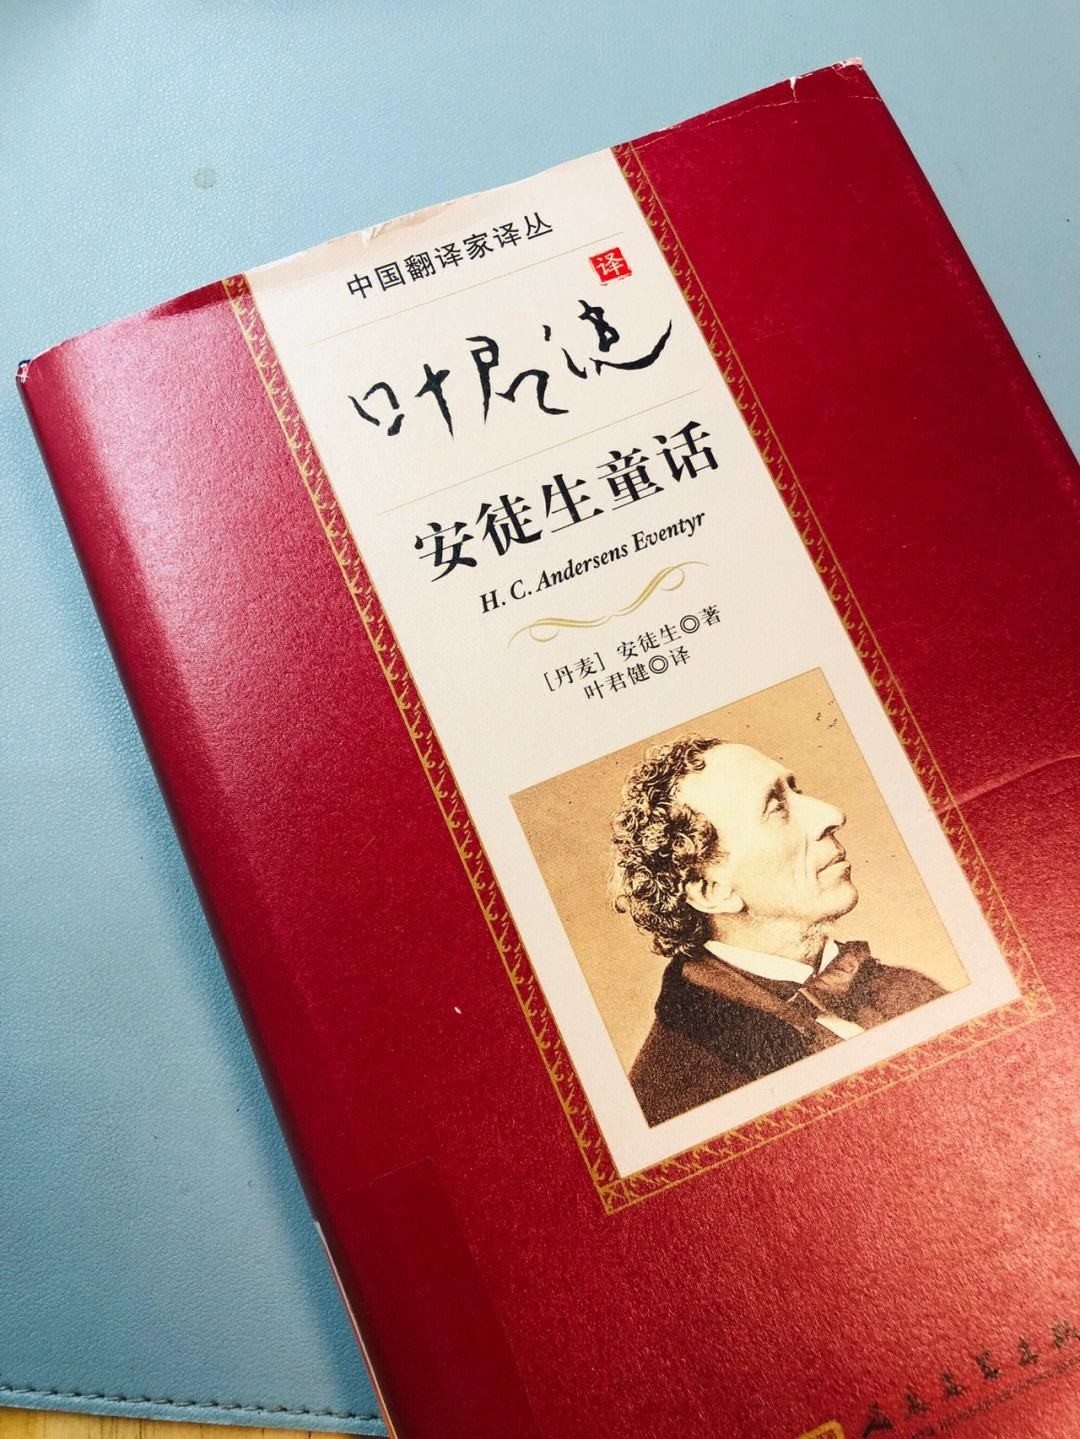 中国翻译家译丛
译
叶君健
安徒生童话
H. C. Andersens Eventyr
[丹麦] 安徒生◎著
叶君健◎译